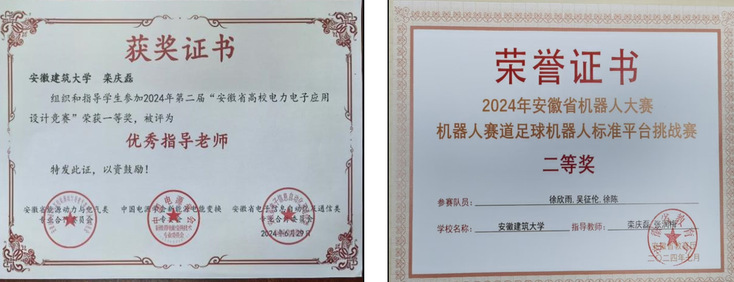 获奖证书
安徽建筑大学 栾庆磊
组织和指导学生参加2024年第二届“安徽省高校电力电子应用
设计竞赛”荣获一等奖，被评为
优秀指导老师
特发此证，以资鼓励！
2024年6月29日
荣誉证书
2024年安徽省机器人大赛
机器人赛道足球机器人标准平台挑战赛
二等奖
参赛队员： 徐欣雨, 吴征伦, 徐陈
学校名称： 安徽建筑大学 指导教师： 栾庆磊